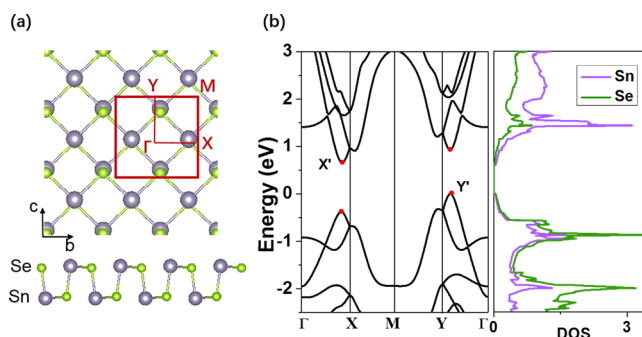 (a)
Y
M
Γ
X
c
b
Se
Sn
(b)
Energy (eV)
3
2
1
0
-1
-2
X'
Y'
Γ
X
M
Y
Γ
Sn
Se
0
3
DOS